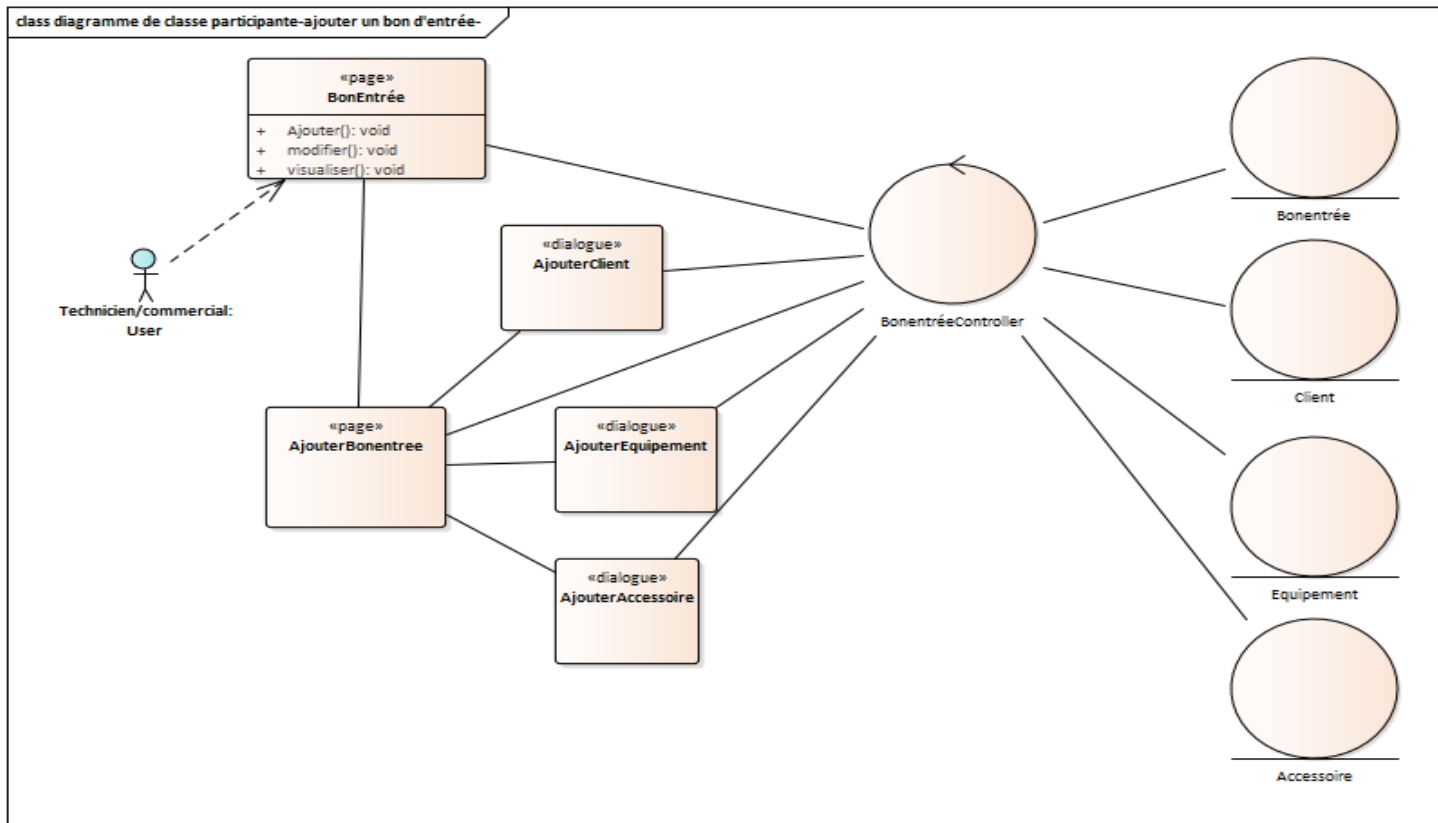 class diagramme de classe participante-ajouter un bon d'entrée-
«page»
BonEntrée
+ Ajouter(): void
+ modifier(): void
+ visualiser(): void
Technicien/commercial:
User
«dialogue»
AjouterClient
«page»
AjouterBonentree
«dialogue»
AjouterEquipement
«dialogue»
AjouterAccessoire
BonentréeController
Bonentrée
Client
Equipement
Accessoire